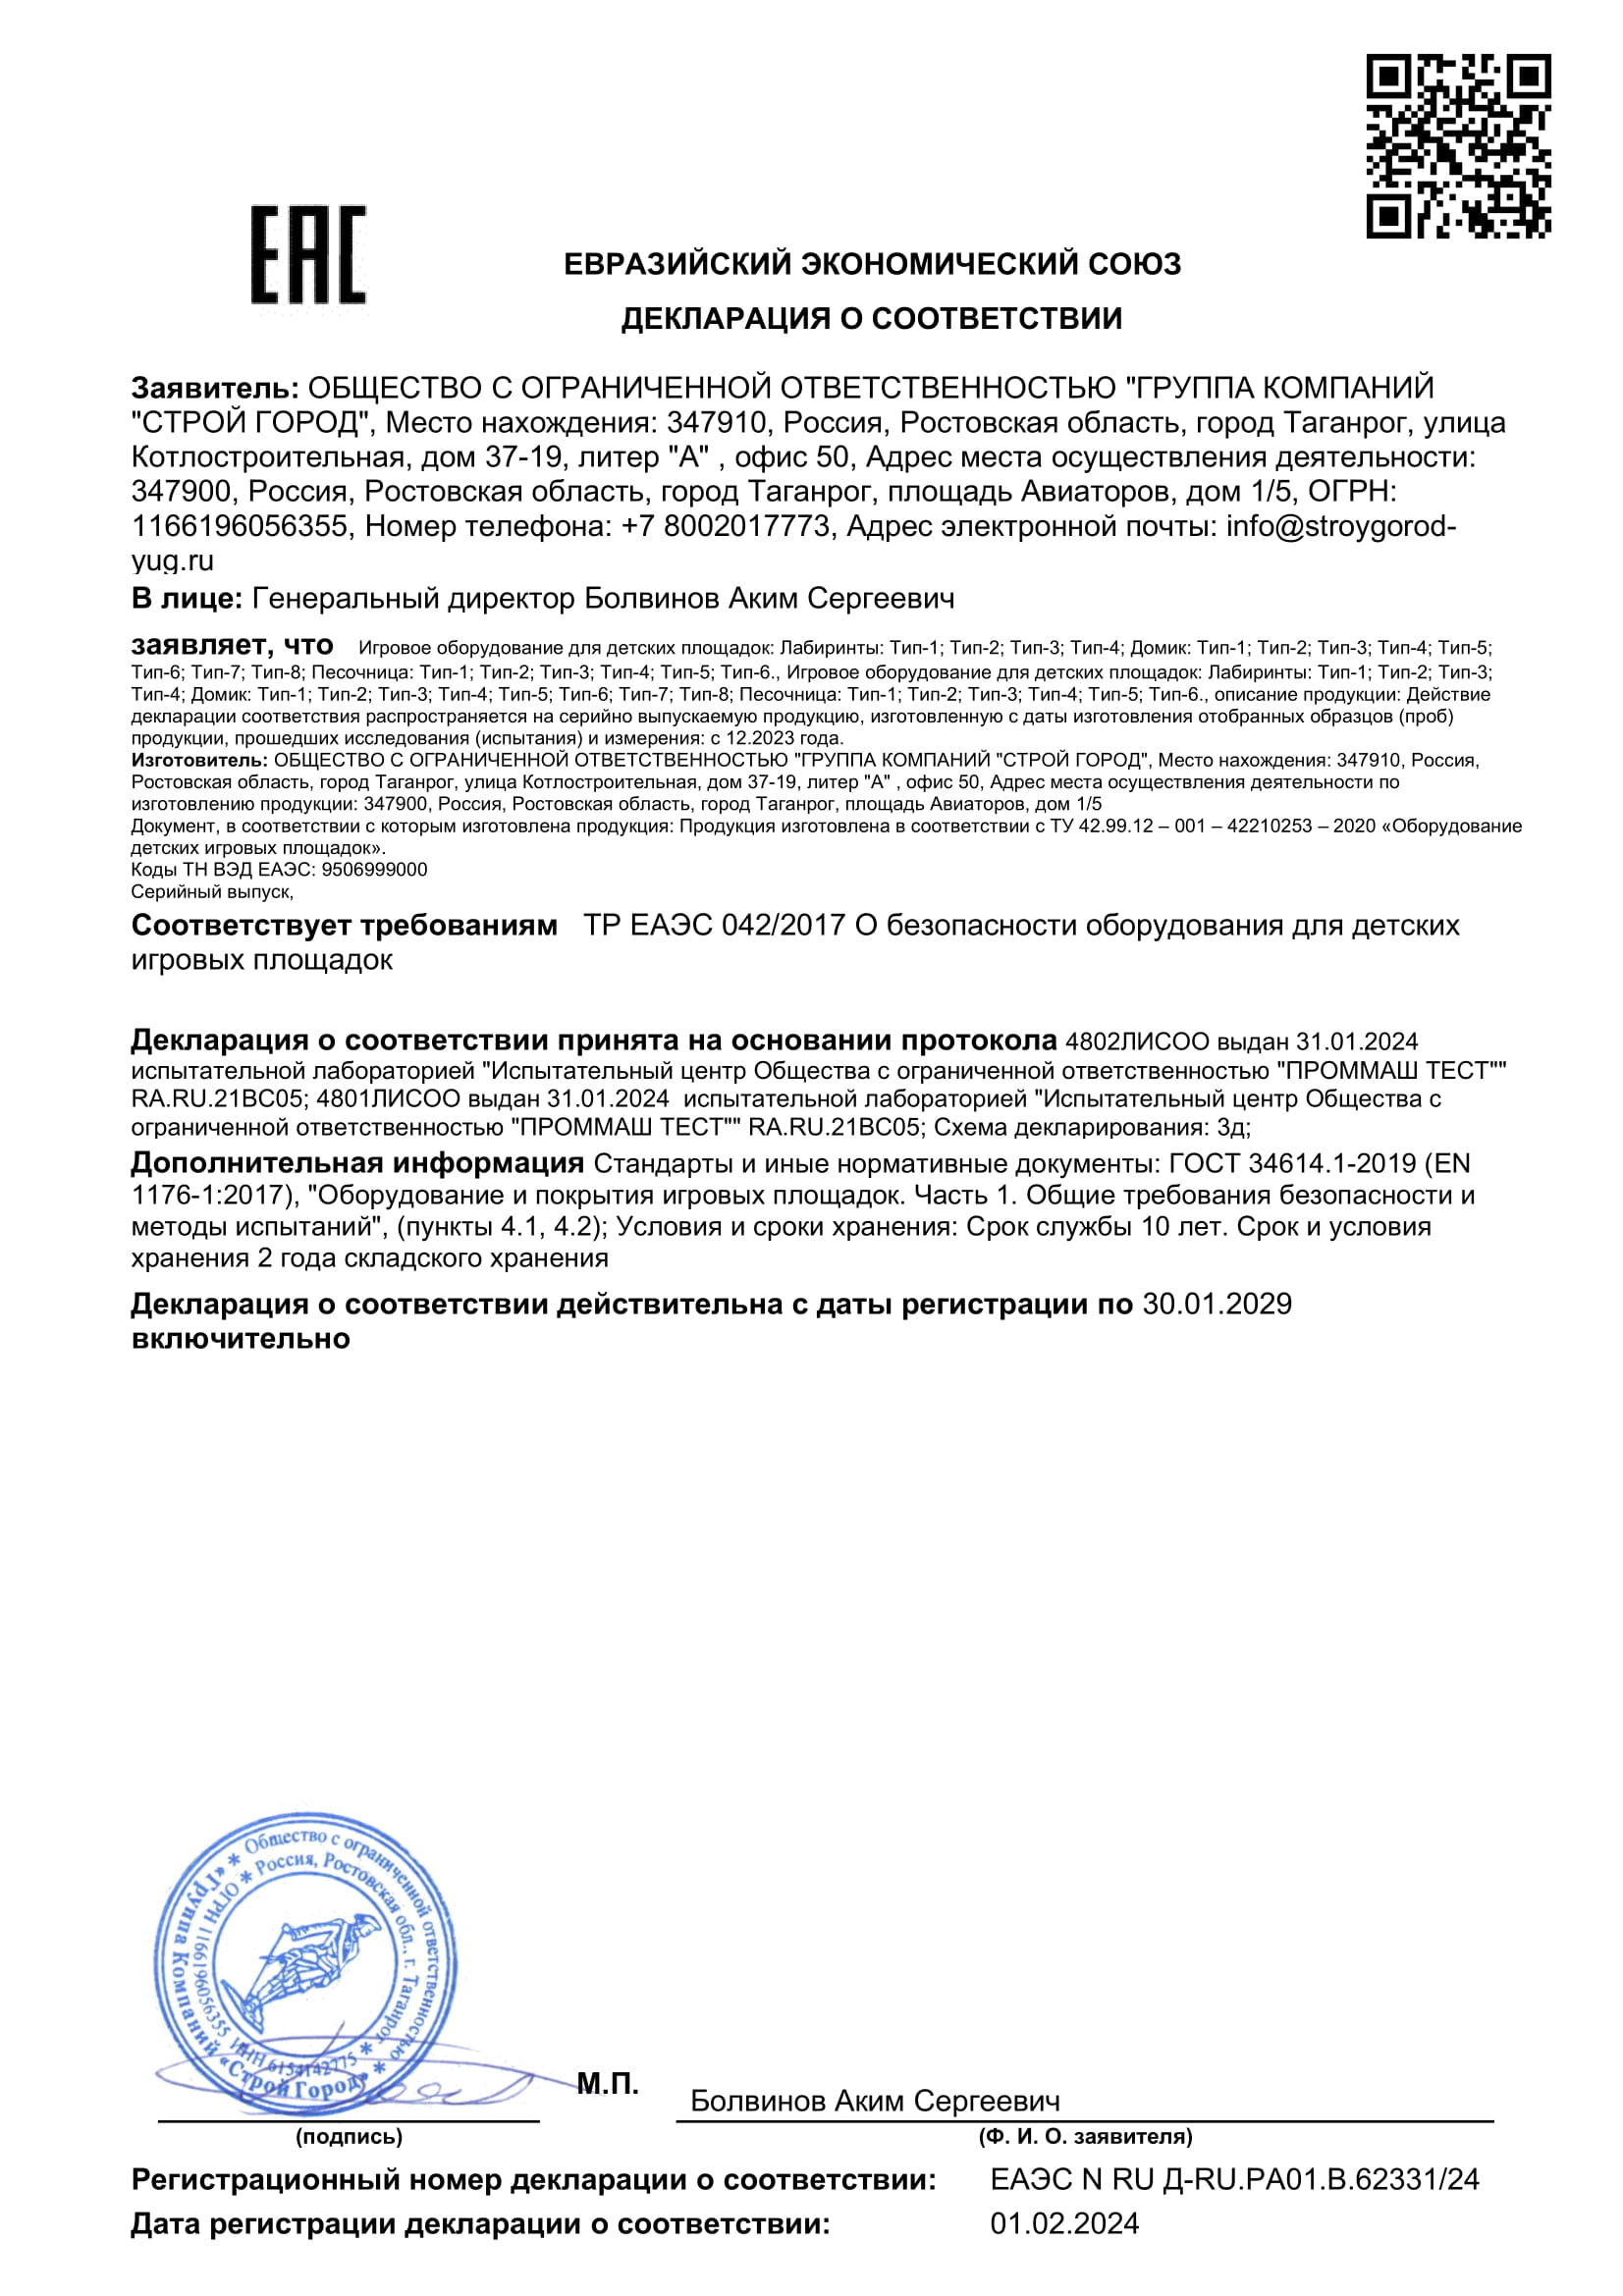 ЕАС
ЕВРАЗИЙСКИЙ ЭКОНОМИЧЕСКИЙ СОЮЗ
ДЕКЛАРАЦИЯ О СООТВЕТСТВИИ
Заявитель: ОБЩЕСТВО С ОГРАНИЧЕННОЙ ОТВЕТСТВЕННОСТЬЮ "ГРУППА КОМПАНИЙ
"СТРОЙ ГОРОД", Место нахождения: 347910, Россия, Ростовская область, город Таганрог, улица
Котлостроительная, дом 37-19, литер "А" , офис 50, Адрес места осуществления деятельности:
347900, Россия, Ростовская область, город Таганрог, площадь Авиаторов, дом 1/5, ОГРН:
1166196056355, Номер телефона: +7 8002017773, Адрес электронной почты: info@stroygorod-
yug.ru
В лице: Генеральный директор Болвинов Аким Сергеевич
заявляет, что Игровое оборудование для детских площадок: Лабиринты: Тип-1; Тип-2; Тип-3; Тип-4; Домик: Тип-1; Тип-2; Тип-3; Тип-4; Тип-5;
Тип-6; Тип-7; Тип-8; Песочница: Тип-1; Тип-2; Тип-3; Тип-4; Тип-5; Тип-6., Игровое оборудование для детских площадок: Лабиринты: Тип-1; Тип-2; Тип-3;
Тип-4; Домик: Тип-1; Тип-2; Тип-3; Тип-4; Тип-5; Тип-6; Тип-7; Тип-8; Песочница: Тип-1; Тип-2; Тип-3; Тип-4; Тип-5; Тип-6., описание продукции: Действие
декларации соответствия распространяется на серийно выпускаемую продукцию, изготовленную с даты изготовления отобранных образцов (проб)
продукции, прошедших исследования (испытания) и измерения: с 12.2023 года.
Изготовитель: ОБЩЕСТВО С ОГРАНИЧЕННОЙ ОТВЕТСТВЕННОСТЬЮ "ГРУППА КОМПАНИЙ "СТРОЙ ГОРОД", Место нахождения: 347910, Россия,
Ростовская область, город Таганрог, улица Котлостроительная, дом 37-19, литер "А" , офис 50, Адрес места осуществления деятельности по
изготовлению продукции: 347900, Россия, Ростовская область, город Таганрог, площадь Авиаторов, дом 1/5
Документ, в соответствии с которым изготовлена продукция: Продукция изготовлена в соответствии с ТУ 42.99.12 – 001 – 42210253 – 2020 «Оборудование
детских игровых площадок».
Коды ТН ВЭД ЕАЭС: 9506999000
Серийный выпуск,
Соответствует требованиям ТР ЕАЭС 042/2017 О безопасности оборудования для детских
игровых площадок
Декларация о соответствии принята на основании протокола 4802ЛИСОО выдан 31.01.2024
испытательной лабораторией "Испытательный центр Общества с ограниченной ответственностью "ПРОММАШ ТЕСТ""
RA.RU.21ВС05; 4801ЛИСОО выдан 31.01.2024 испытательной лабораторией "Испытательный центр Общества с
ограниченной ответственностью "ПРОММАШ ТЕСТ"" RA.RU.21ВС05; Схема декларирования: 3д;
Дополнительная информация Стандарты и иные нормативные документы: ГОСТ 34614.1-2019 (EN
1176-1:2017), "Оборудование и покрытия игровых площадок. Часть 1. Общие требования безопасности и
методы испытаний", (пункты 4.1, 4.2); Условия и сроки хранения: Срок службы 10 лет. Срок и условия
хранения 2 года складского хранения
Декларация о соответствии действительна с даты регистрации по 30.01.2029
включительно
* Общество с ограниченной ответственностью * «Группа Компаний «Строй Город»
* Россия, Ростовская обл., г. Таганрог * ИНН 6154142775 ОГРН 1166196056355
М.П.
Болвинов Аким Сергеевич
(подпись)
(Ф. И. О. заявителя)
Регистрационный номер декларации о соответствии: ЕАЭС N RU Д-RU.РА01.В.62331/24
Дата регистрации декларации о соответствии: 01.02.2024